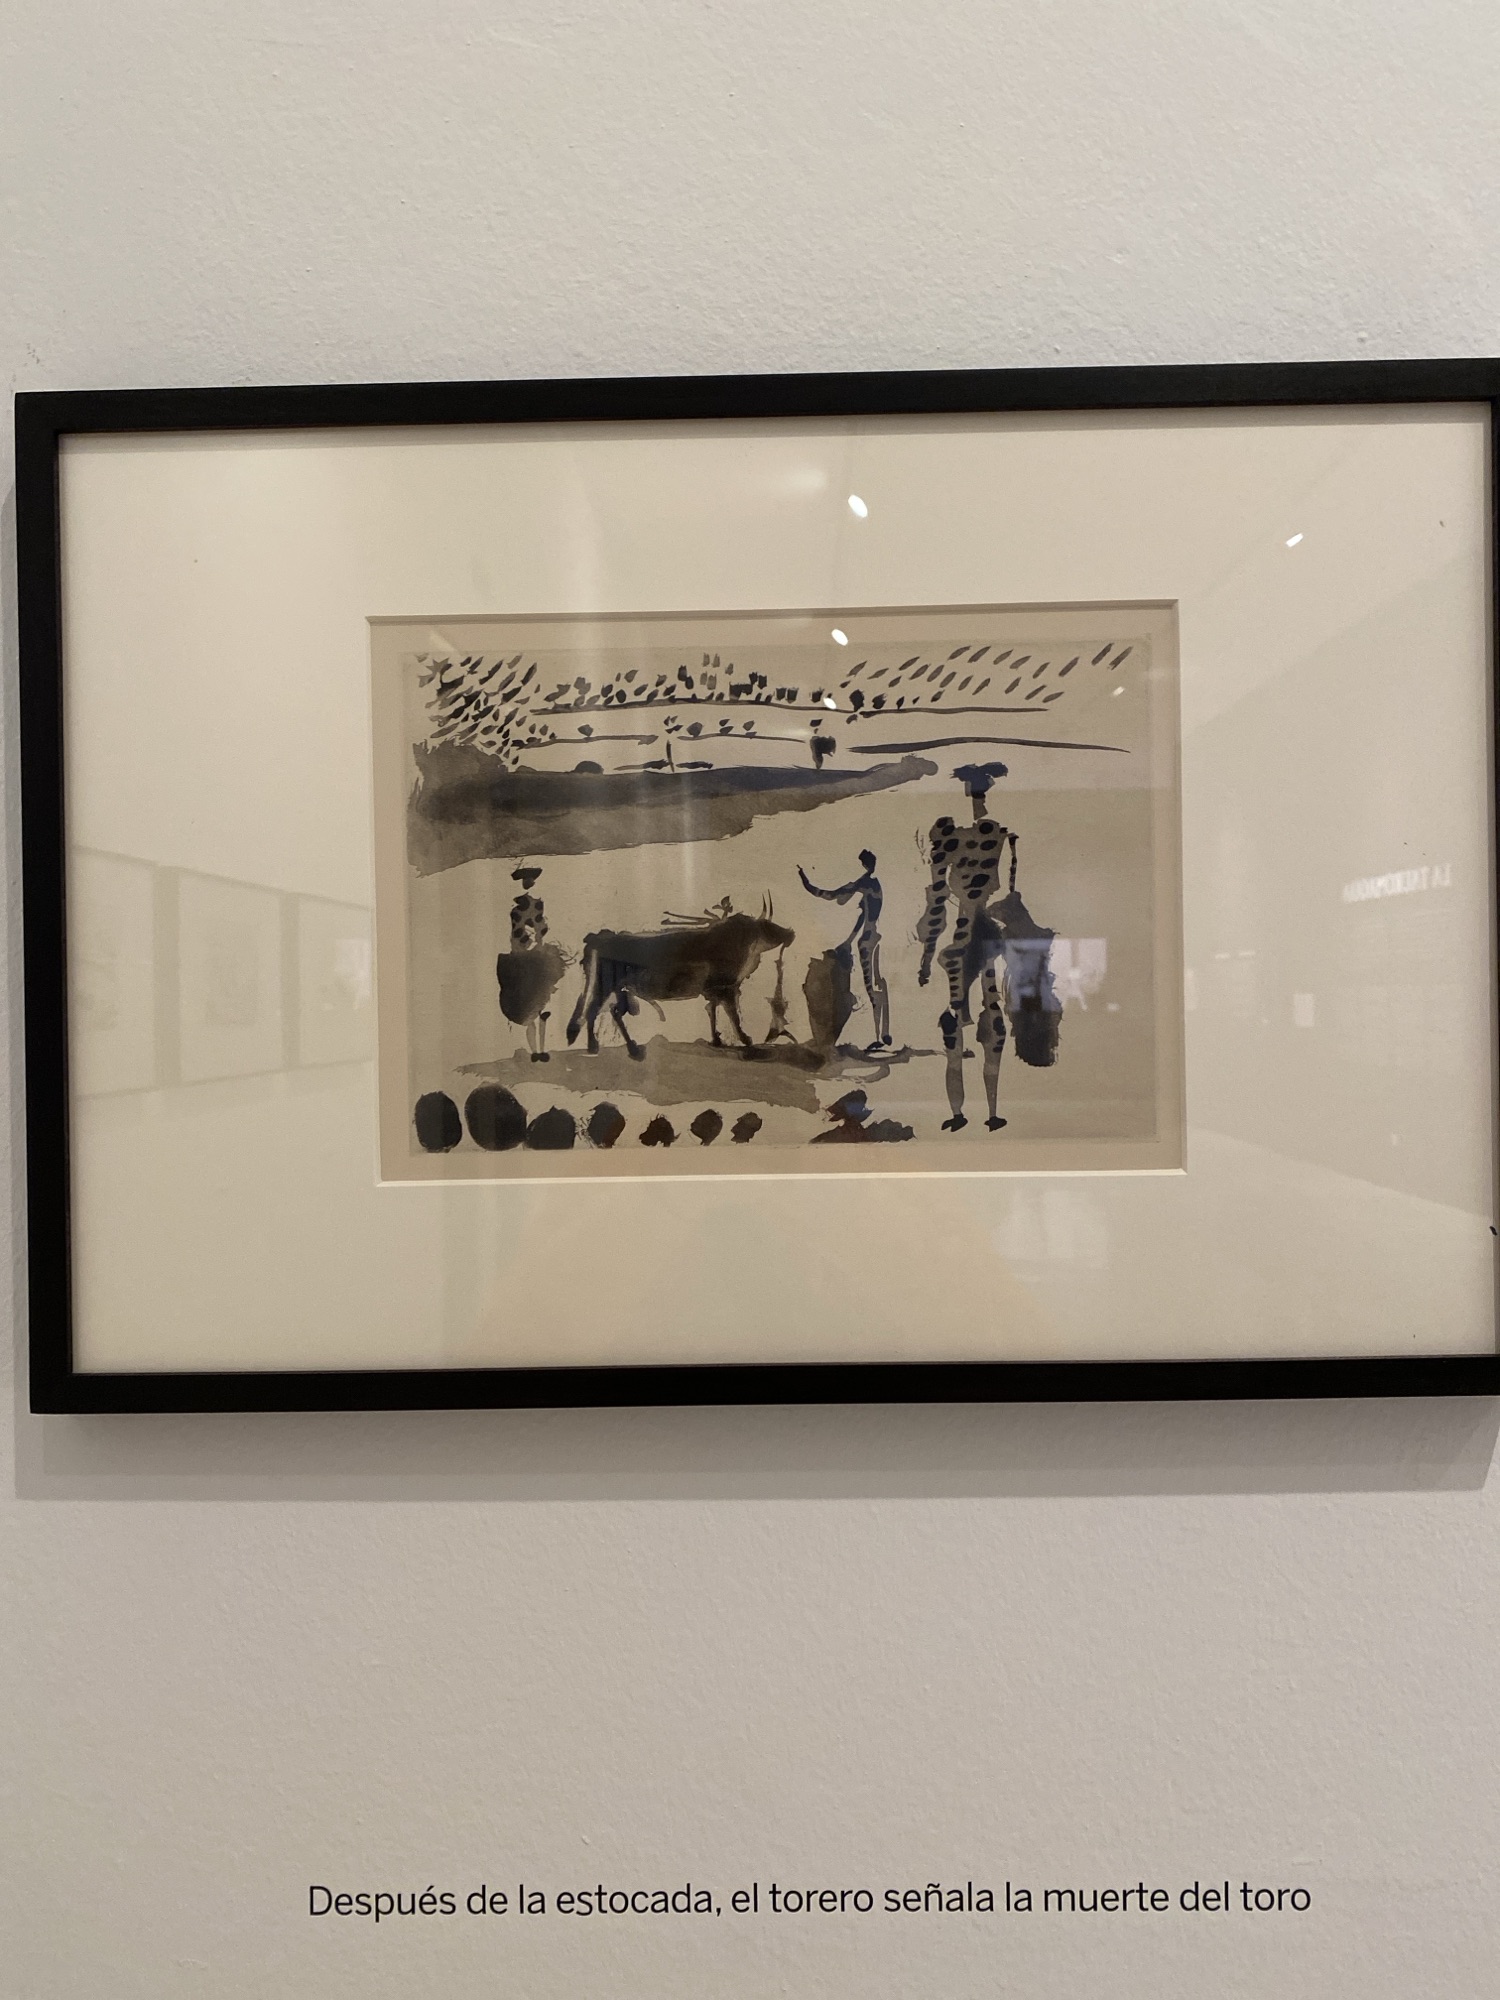 Después de la estocada, el torero señala la muerte del toro